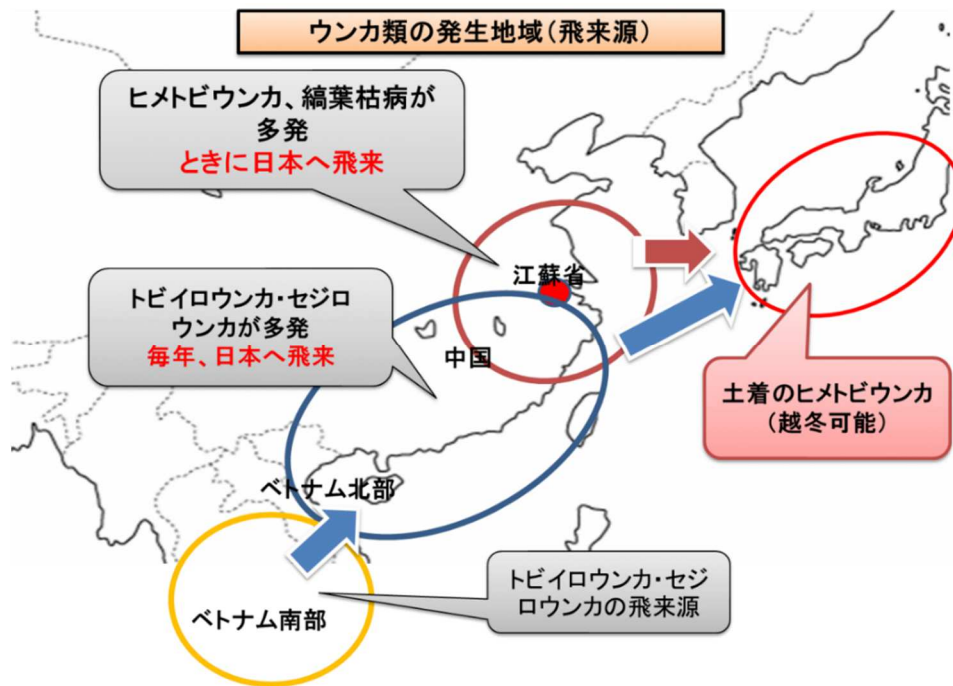 ウンカ類の発生地域(飛来源)
ヒメトビウンカ、縞葉枯病が
多発
ときに日本へ飛来
江蘇省
トビイロウンカ・セジロ
ウンカが多発
毎年、日本へ飛来
中国
土着のヒメトビウンカ
(越冬可能)
ベトナム北部
トビイロウンカ・セジ
ロウンカの飛来源
ベトナム南部